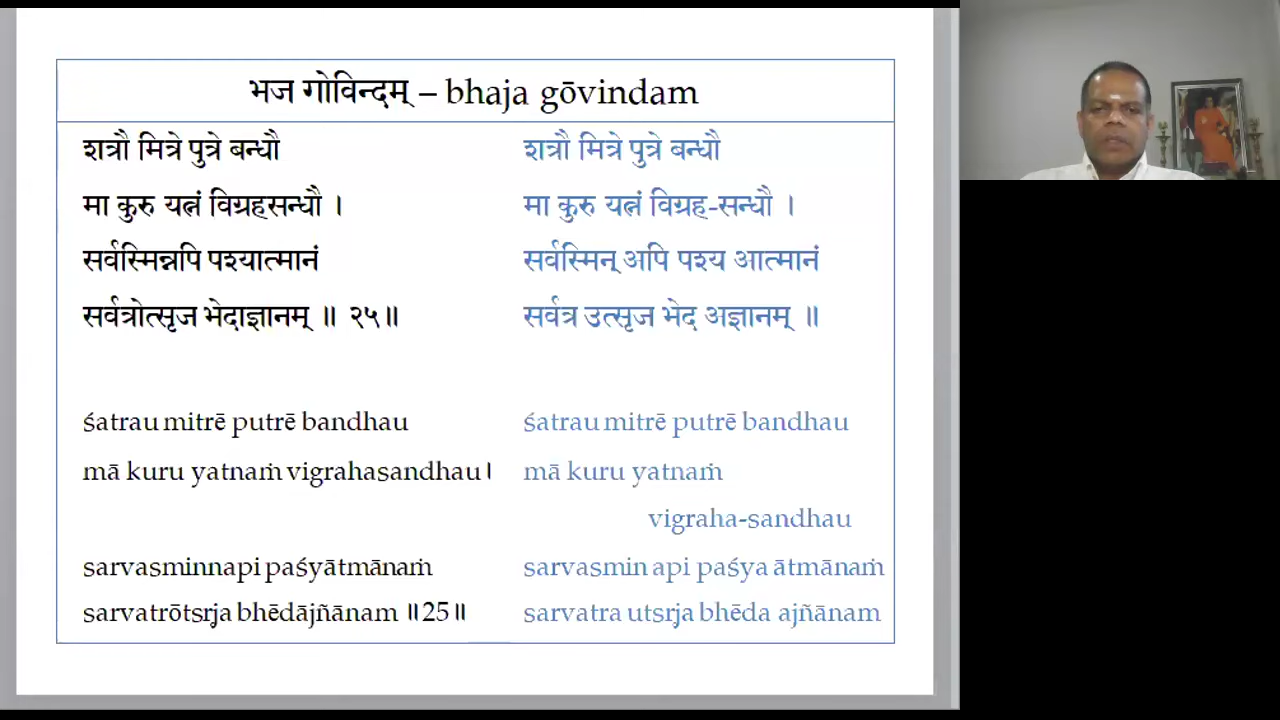 भज गोविन्दम् – bhaja gōvindam
शत्रौ मित्रे पुत्रे बन्धौ
मा कुरु यत्नं विग्रहसन्धौ ।
सर्वस्मिन्नपि पश्यात्मानं
सर्वत्रोत्सृज भेदाज्ञानम् ॥ २५॥
शत्रौ मित्रे पुत्रे बन्धौ
मा कुरु यत्नं विग्रह-सन्धौ ।
सर्वस्मिन् अपि पश्य आत्मानं
सर्वत्र उत्सृज भेद अज्ञानम् ॥
śatrau mitrē putrē bandhau
mā kuru yatnaṁ vigrahasandhau।
sarvasminnapi paśyātmānaṁ
sarvatrōtsṛja bhēdājñānam ॥25॥
śatrau mitrē putrē bandhau
mā kuru yatnaṁ
vigraha-sandhau
sarvasmin api paśya ātmānaṁ
sarvatra utsṛja bhēda ajñānam